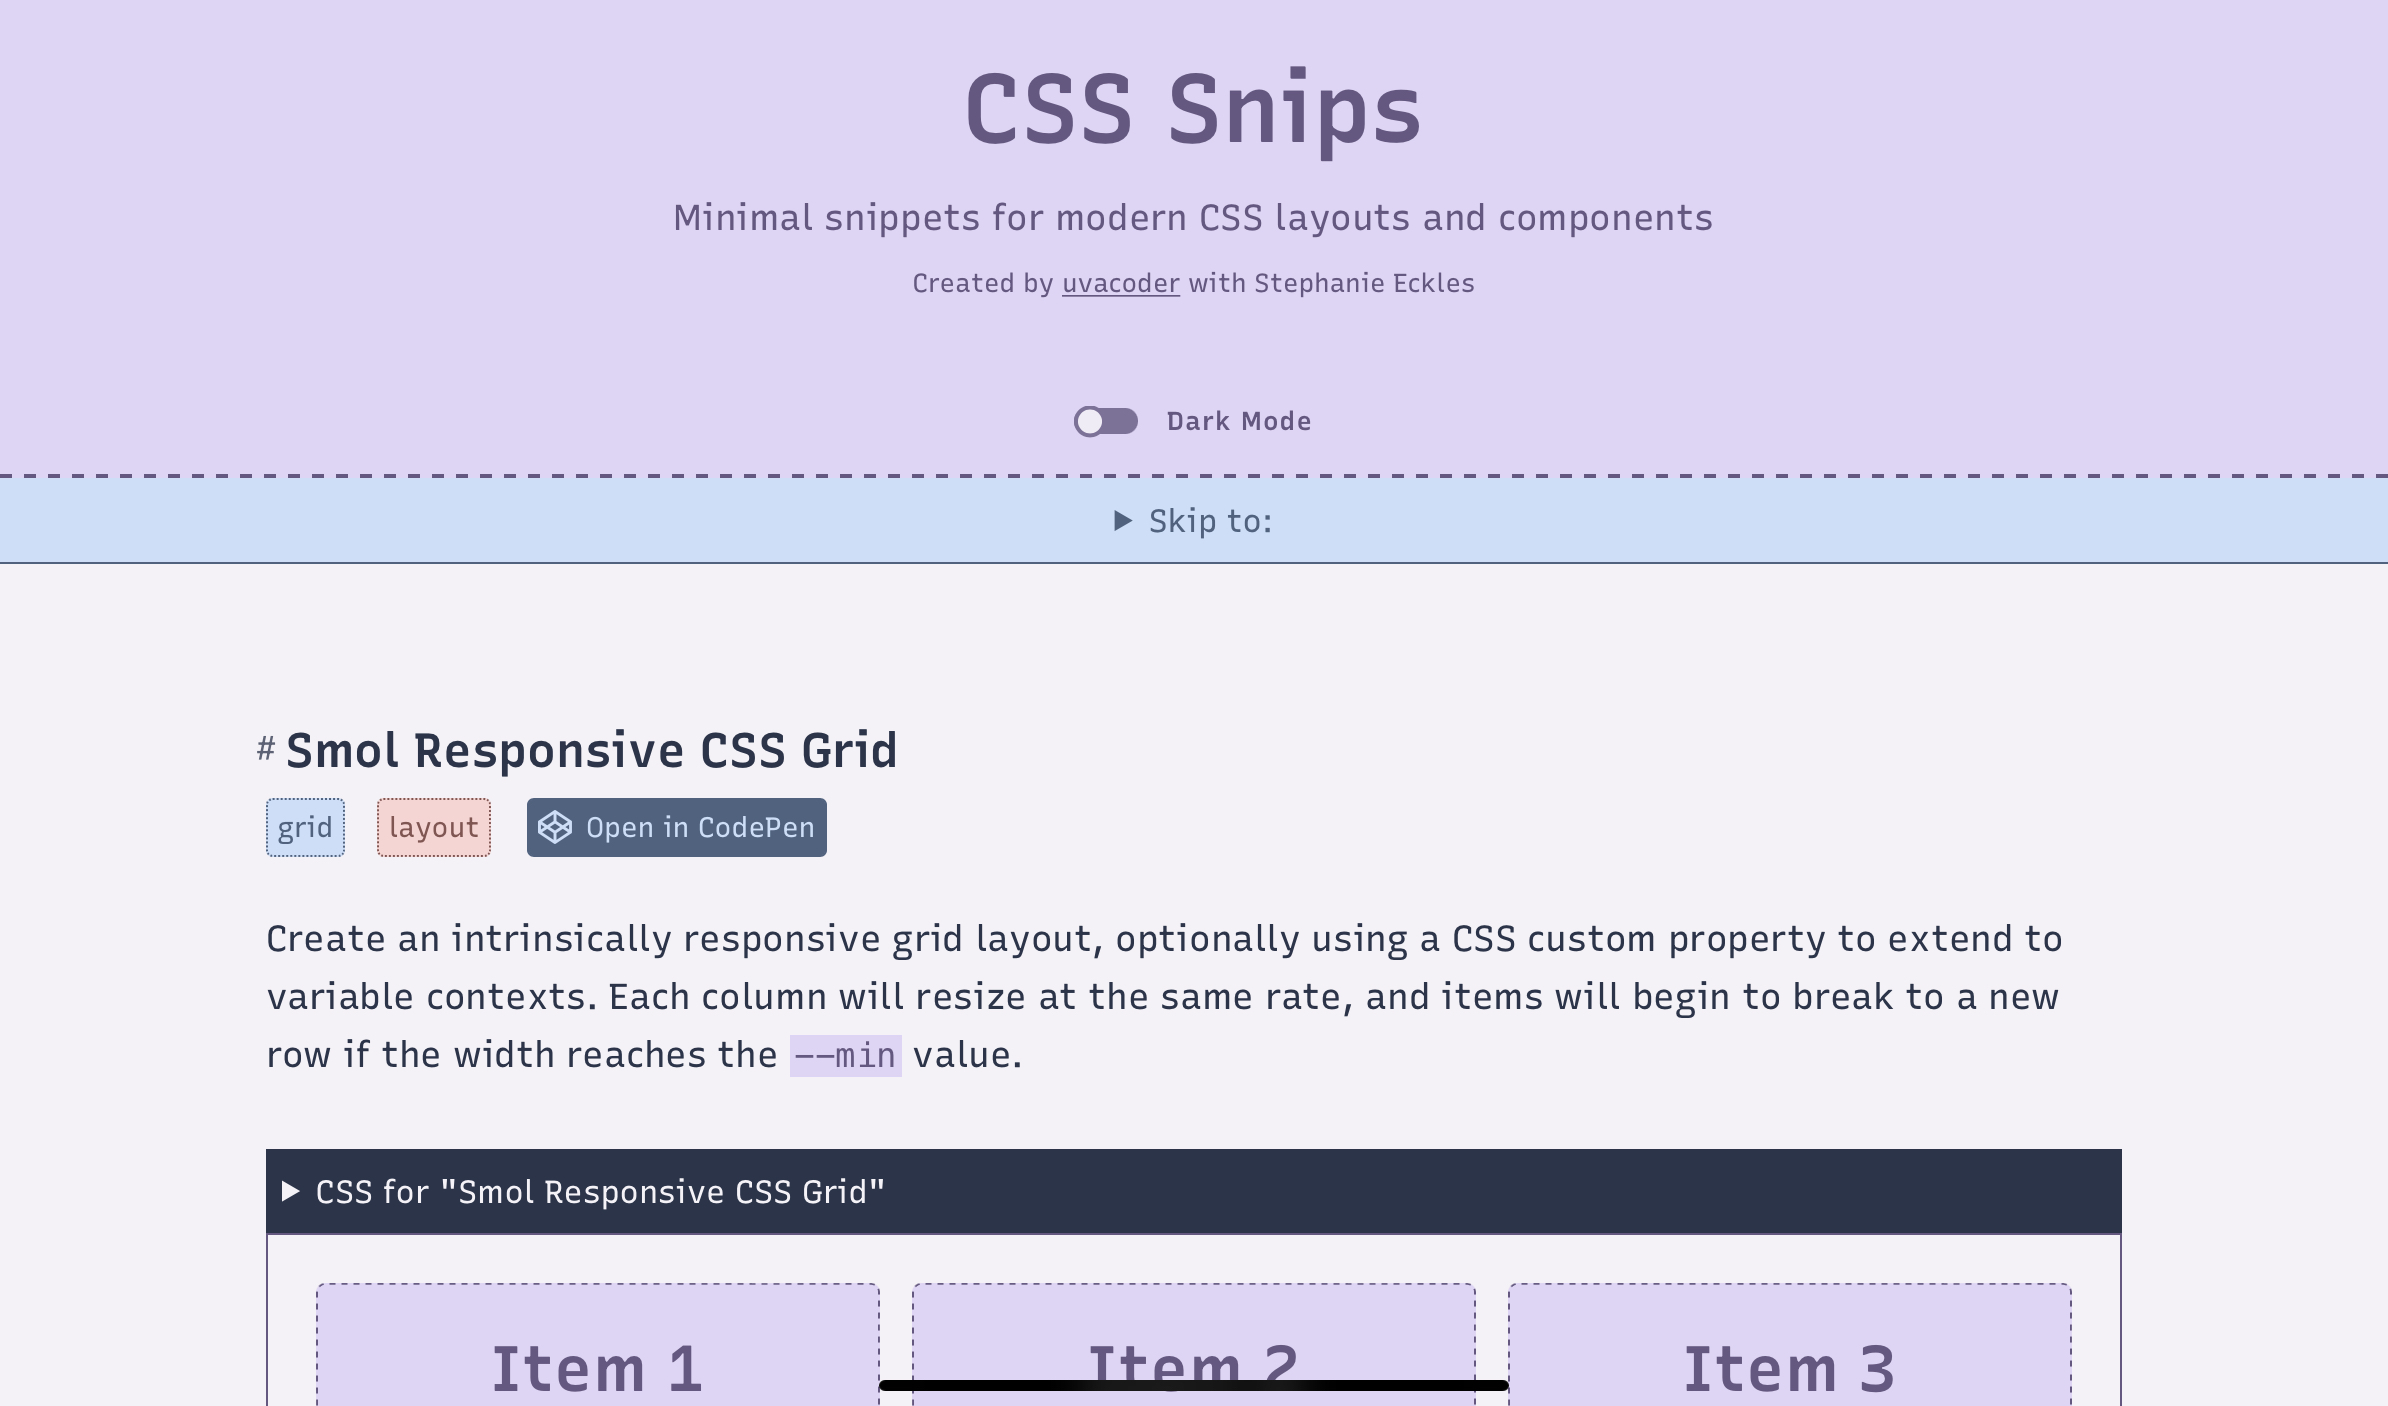 CSS Snips
Minimal snippets for modern CSS layouts and components
Created by uvacoder with Stephanie Eckles
Dark Mode
▶ Skip to:
# Smol Responsive CSS Grid
grid layout Open in CodePen
Create an intrinsically responsive grid layout, optionally using a CSS custom property to extend to
variable contexts. Each column will resize at the same rate, and items will begin to break to a new
row if the width reaches the --min value.
▶ CSS for "Smol Responsive CSS Grid"
Item 1 Item 2 Item 3